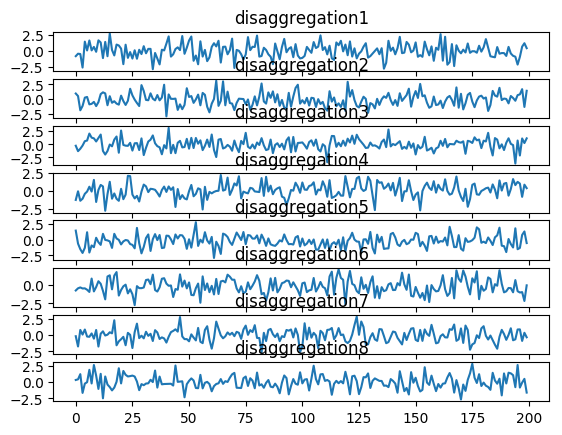 disaggregation1
2.5
0.0
−2.5
disaggregation2
2.5
0.0
disaggregation3
2.5
0.0
−2.5
disaggregation4
2.5
0.0
−2.5
disaggregation5
2.5
0.0
−2.5
disaggregation6
0.0
−2.5
disaggregation7
2.5
0.0
−2.5
disaggregation8
2.5
0.0
−2.5
0 25 50 75 100 125 150 175 200